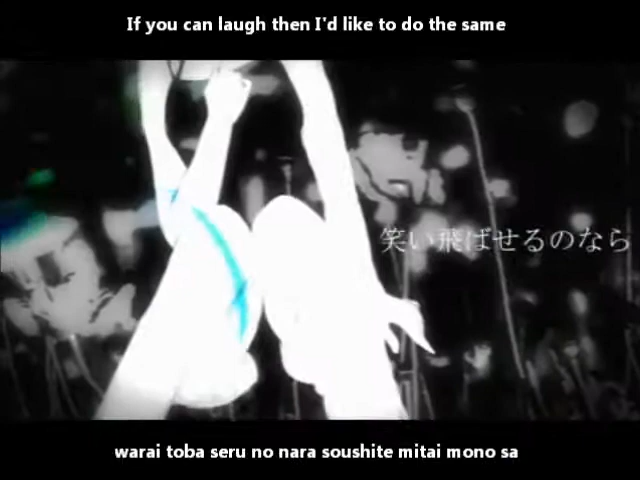 If you can laugh then I'd like to do the same
笑い飛ばせるのなら
warai toba seru no nara soushite mitai mono sa